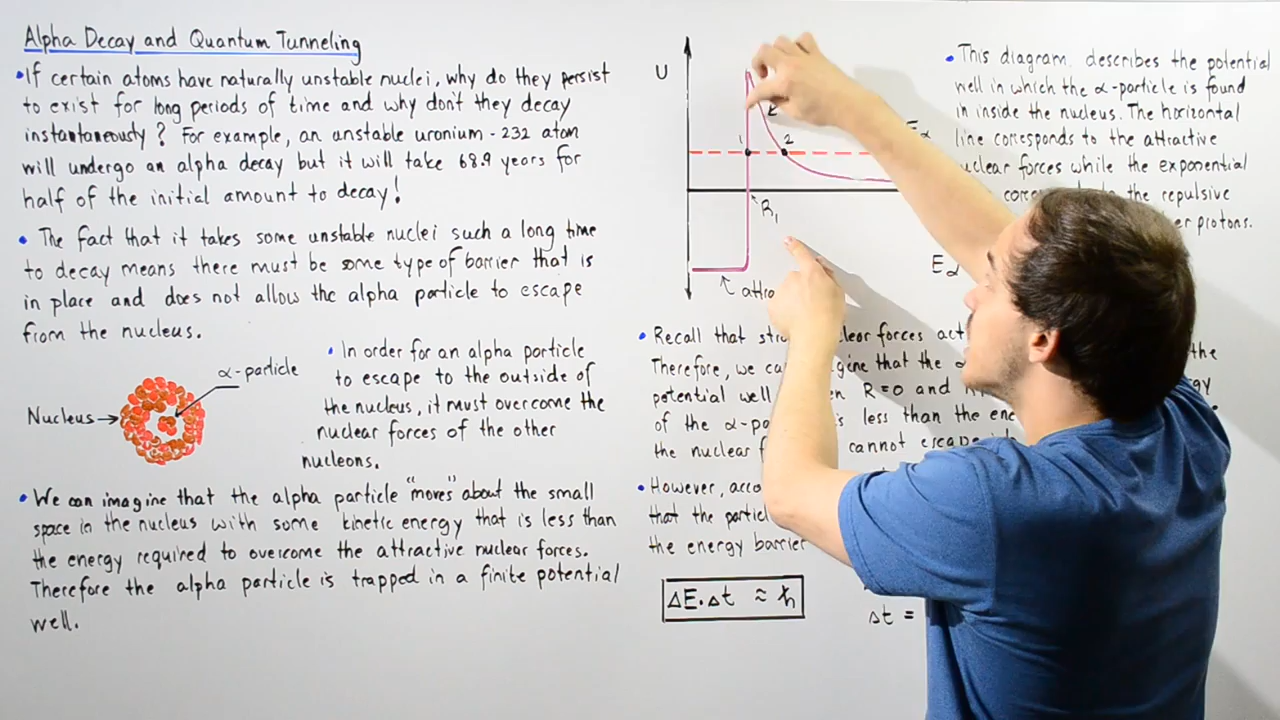 Alpha Decay and Quantum Tunneling
•If certain atoms have naturally unstable nuclei, why do they persist
to exist for long periods of time and why don't they decay
instantaneously? For example, an unstable uranium-232 atom
will undergo an alpha decay but it will take 68.9 years for
half of the initial amount to decay!
• The fact that it takes some unstable nuclei such a long time
to decay means there must be some type of barrier that is
in place and does not allow the alpha particle to escape
from the nucleus.
α-particle
Nucleus
• In order for an alpha particle
to escape to the outside of
the nucleus, it must overcome the
nuclear forces of the other
nucleons.
• We can imagine that the alpha particle "moves" about the small
space in the nucleus with some kinetic energy that is less than
the energy required to overcome the attractive nuclear forces.
Therefore the alpha particle is trapped in a finite potential
well.
U
1
2
Eα
R₁
Eα
• This diagram describes the potential
well in which the α-particle is found
in inside the nucleus. The horizontal
line corresponds to the attractive
nuclear forces while the exponential
the repulsive
protons.
• Recall that nuclear forces the
Therefore, we that the
potential well R=0 and
of the is less than the
the nuclear cannot escape
• However,
that the
the energy barrier
ΔE·Δt ≈ ℏ
Δt =